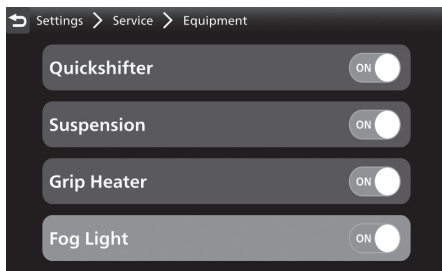 Settings > Service > Equipment
Quickshifter ON
Suspension ON
Grip Heater ON
Fog Light ON